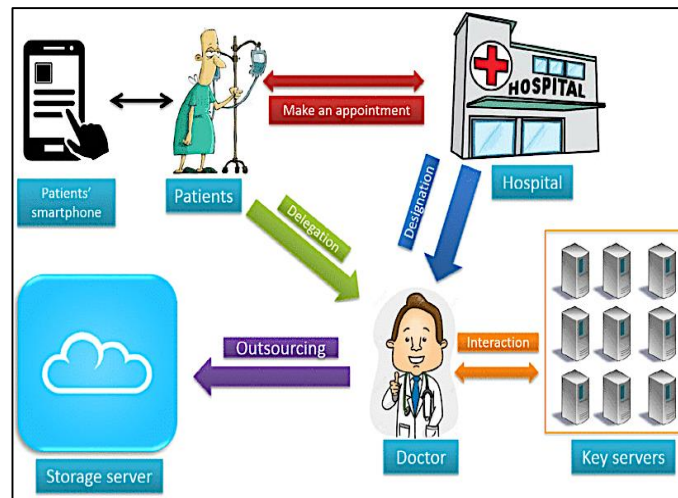 HOSPITAL
Make an appointment
Patients'
smartphone
Patients
Hospital
Delegation
Designation
Outsourcing
Interaction
Storage server
Doctor
Key servers